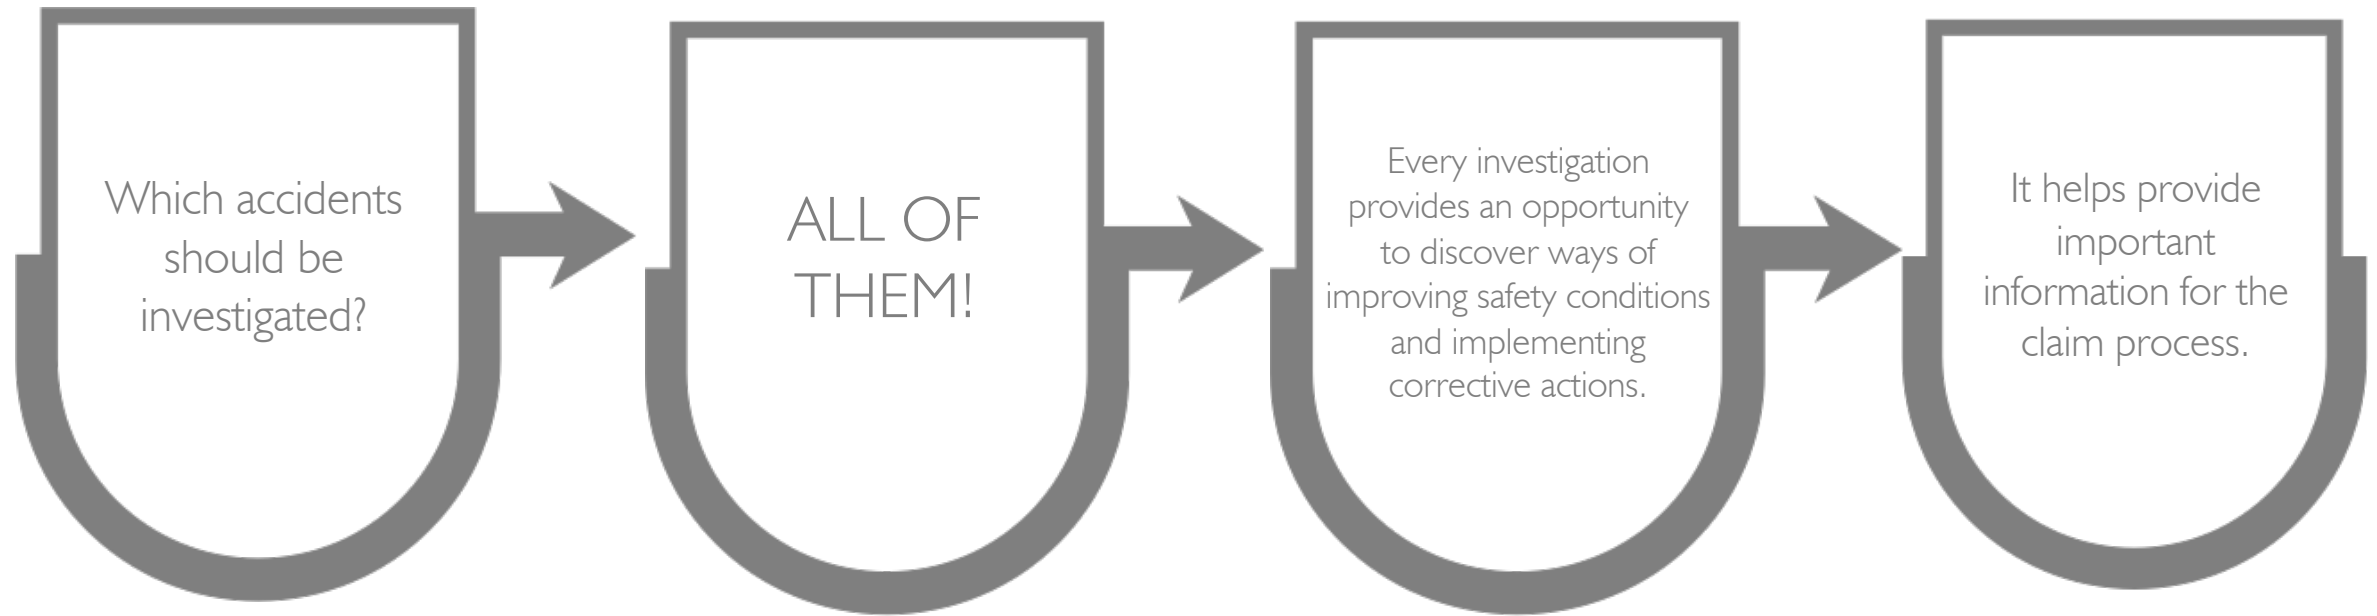 Which accidents
should be
investigated?
ALL OF
THEM!
Every investigation
provides an opportunity
to discover ways of
improving safety conditions
and implementing
corrective actions.
It helps provide
important
information for the
claim process.